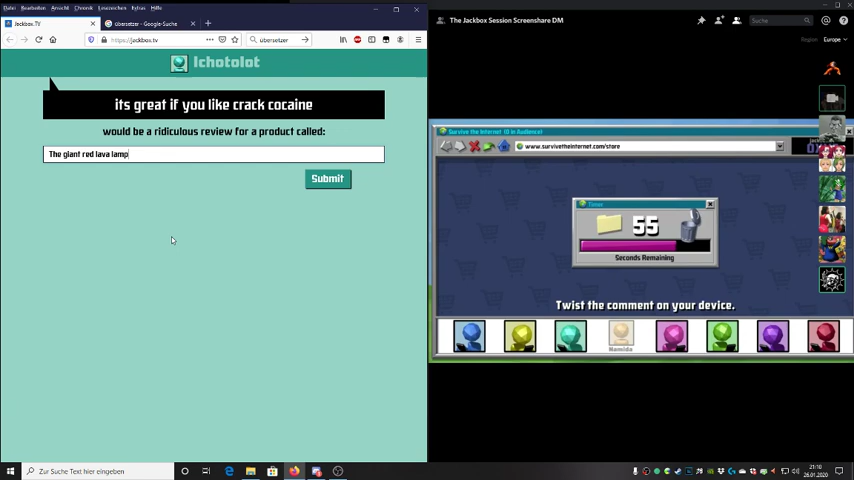 Datei Bearbeiten Ansicht Chronik Lesezeichen Extras Hilfe
Jackbox.TV
übersetzer - Google-Suche
https://jackbox.tv
übersetzer
Ichotolot
its great if you like crack cocaine
would be a ridiculous review for a product called:
The giant red lava lamp
Submit
The Jackbox Session Screenshare DM
Suche
Region Europe
Survive the Internet (0 in Audience)
www.survivetheinternet.com/store
Timer
55
Seconds Remaining
Twist the comment on your device.
Zur Suche Text hier eingeben
21:10
26.01.2020